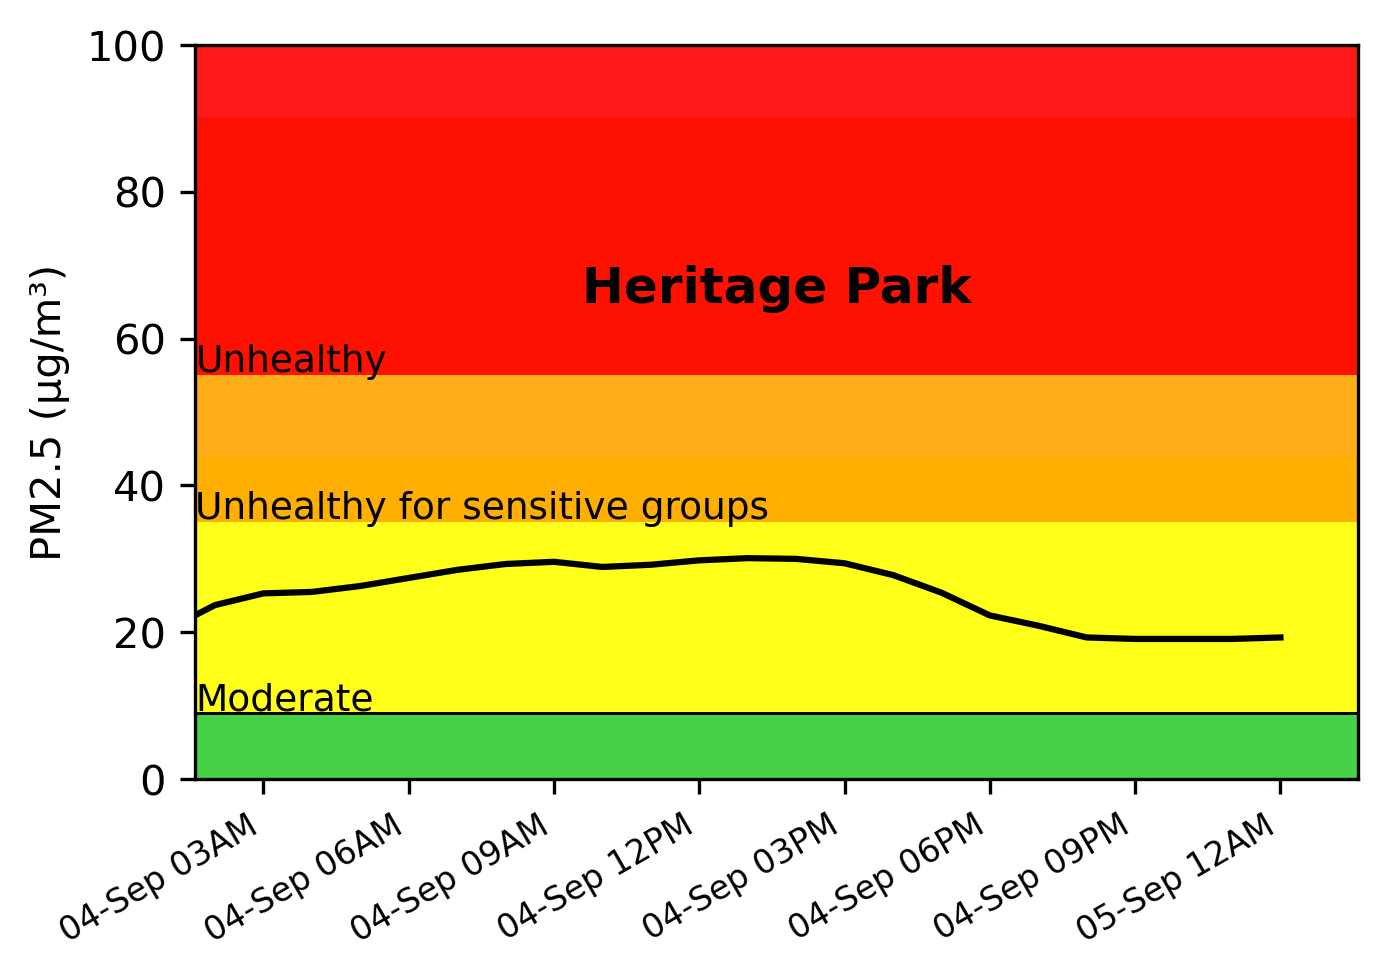 100
80
60
40
20
0
PM2.5 (µg/m³)
Heritage Park
Unhealthy
Unhealthy for sensitive groups
Moderate
04-Sep 03AM
04-Sep 06AM
04-Sep 09AM
04-Sep 12PM
04-Sep 03PM
04-Sep 06PM
04-Sep 09PM
05-Sep 12AM